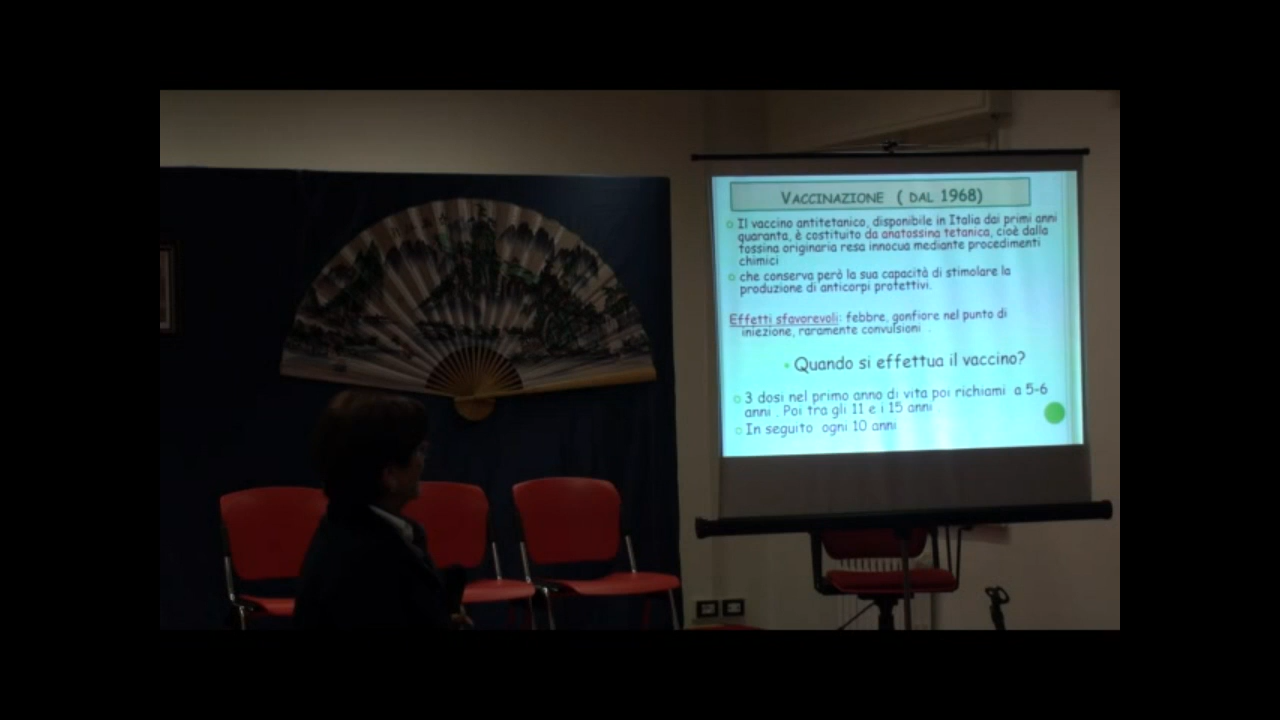 VACCINAZIONE ( DAL 1968)
Il vaccino antitetanico, disponibile in Italia dai primi anni
quaranta, è costituito da anatossina tetanica, cioè dalla
tossina originaria resa innocua mediante procedimenti
chimici
che conserva però la sua capacità di stimolare la
produzione di anticorpi protettivi.
Effetti sfavorevoli: febbre, gonfiore nel punto di
iniezione, raramente convulsioni .
Quando si effettua il vaccino?
3 dosi nel primo anno di vita poi richiami a 5-6
anni . Poi tra gli 11 e i 15 anni .
In seguito ogni 10 anni